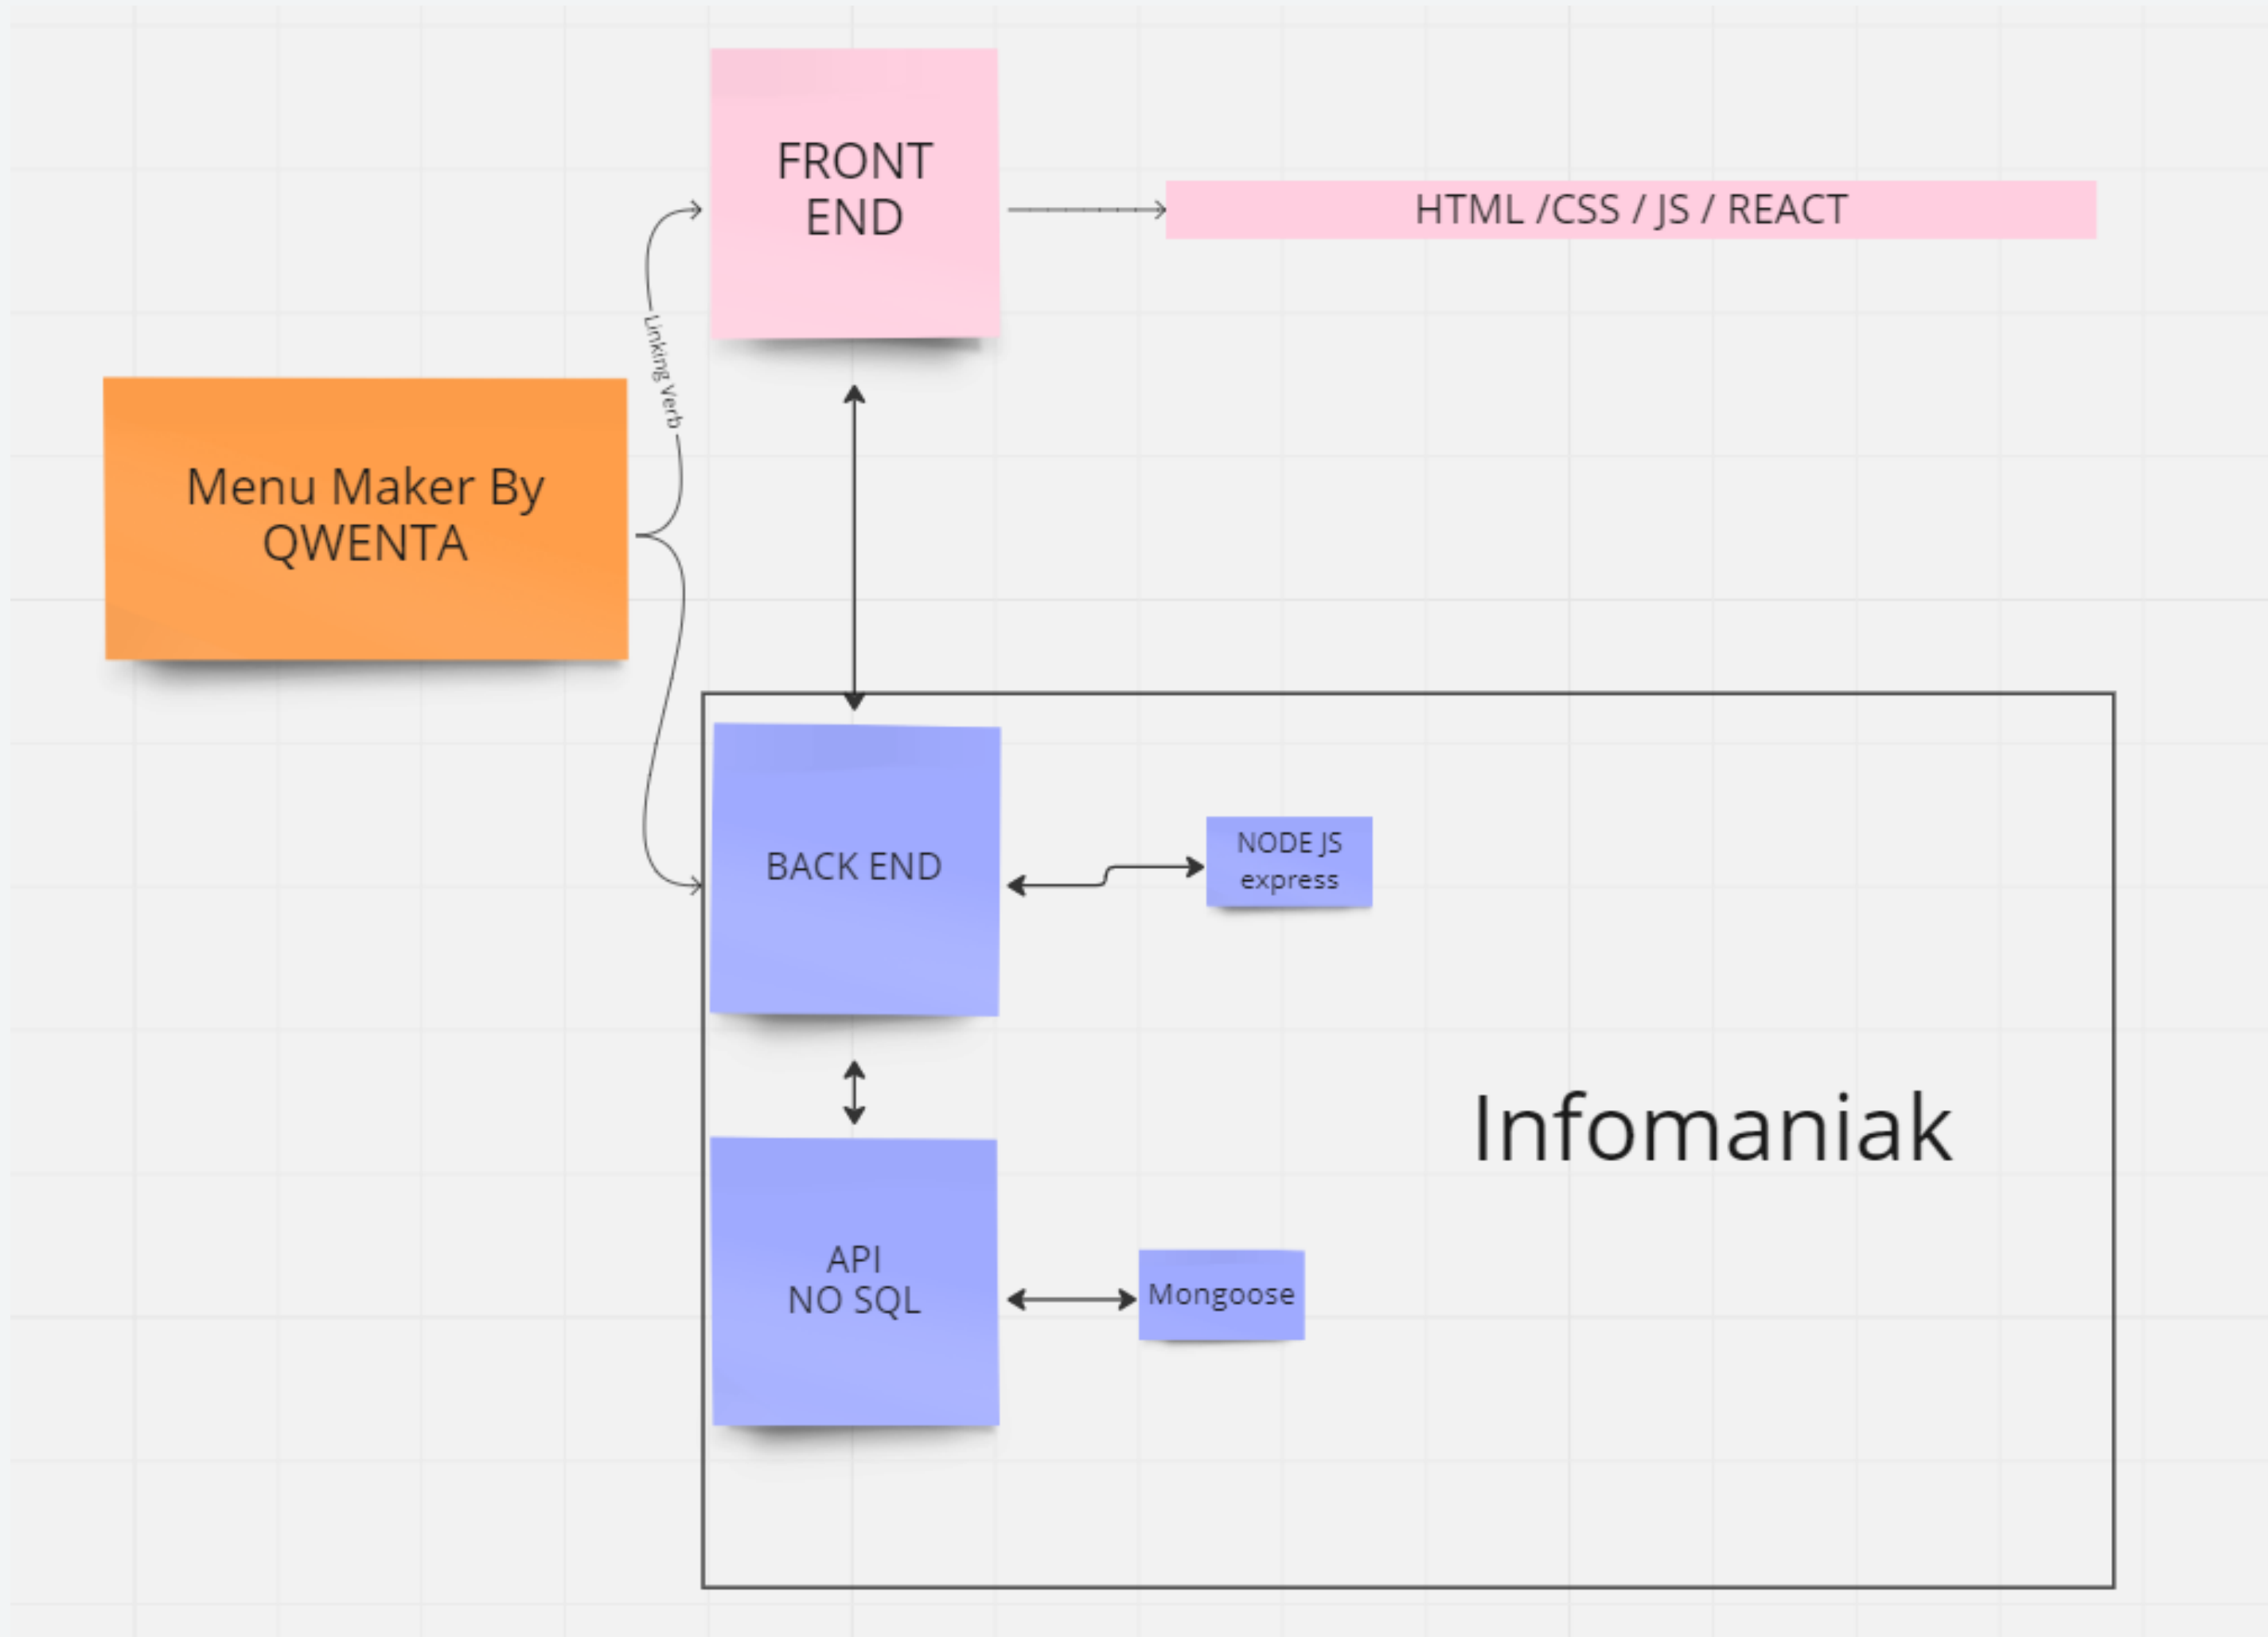 FRONT
END
HTML /CSS / JS / REACT
Linking Verb
Menu Maker By
QWENTA
BACK END
NODE JS
express
Infomaniak
API
NO SQL
Mongoose